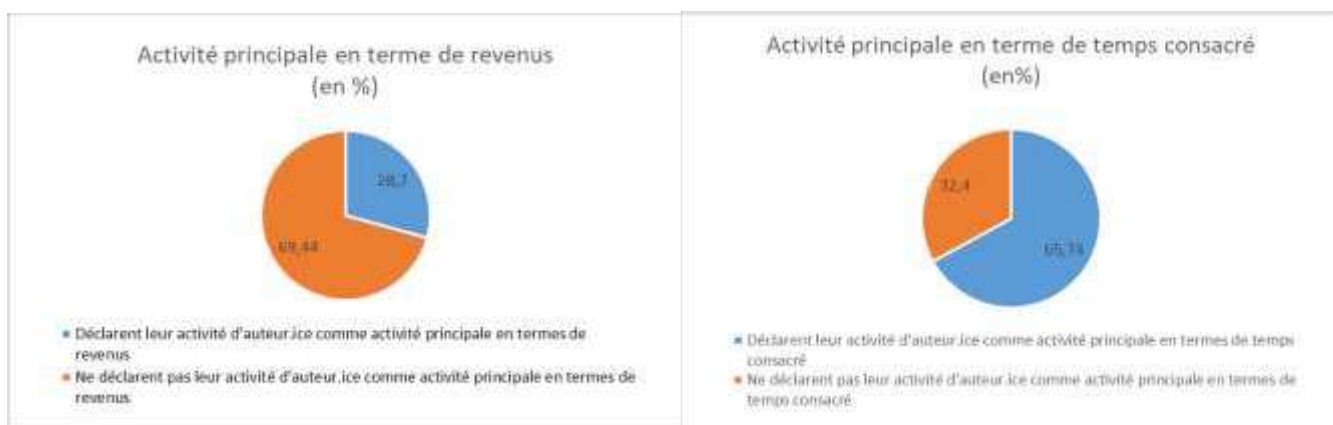 Activité principale en terme de revenus
(en %)
28,7
69,44
Déclarent leur activité d'auteur.ice comme activité principale en termes de
revenus
Ne déclarent pas leur activité d'auteur.ice comme activité principale en termes de
revenus
Activité principale en terme de temps consacré
(en%)
32,4
65,74
Déclarent leur activité d'auteur.ice comme activité principale en termes de temps
consacré
Ne déclarent pas leur activité d'auteur.ice comme activité principale en termes de
temps consacré